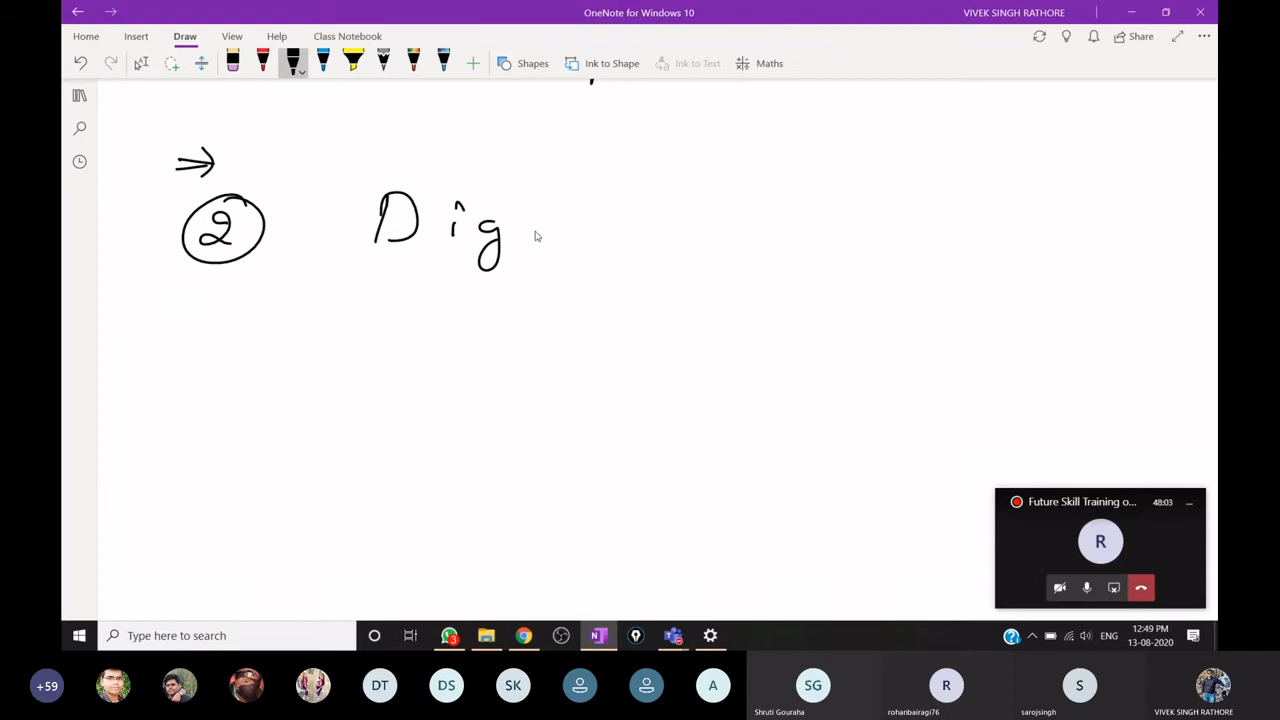 OneNote for Windows 10
VIVEK SINGH RATHORE
Home Insert Draw View Help Class Notebook
Share
Shapes Ink to Shape Ink to Text Maths
② Dig
Future Skill Training o... 48:03
R
Type here to search
3
ENG
12:49 PM
13-08-2020
+59 DT DS SK A SG R S
Shruti Gouraha rohanbairagi76 sarojsingh VIVEK SINGH RATHORE